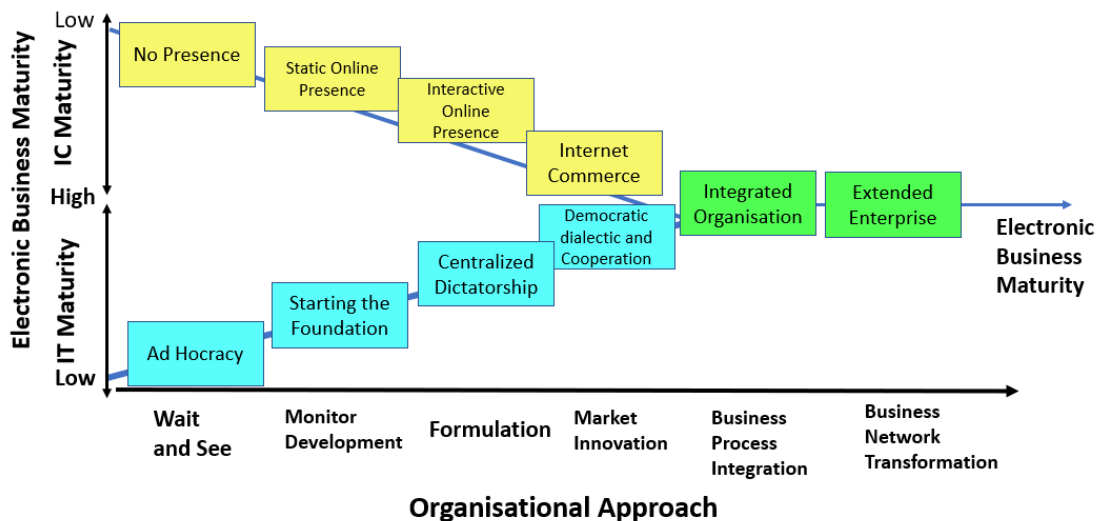 Electronic Business Maturity
IC Maturity
IT Maturity
Low
High
Low
No Presence
Static Online
Presence
Interactive
Online
Presence
Internet
Commerce
Integrated
Organisation
Extended
Enterprise
Democratic
dialectic and
Cooperation
Centralized
Dictatorship
Starting the
Foundation
Ad Hocracy
Electronic
Business
Maturity
Wait
and See
Monitor
Development
Formulation
Market
Innovation
Business
Process
Integration
Business
Network
Transformation
Organisational Approach